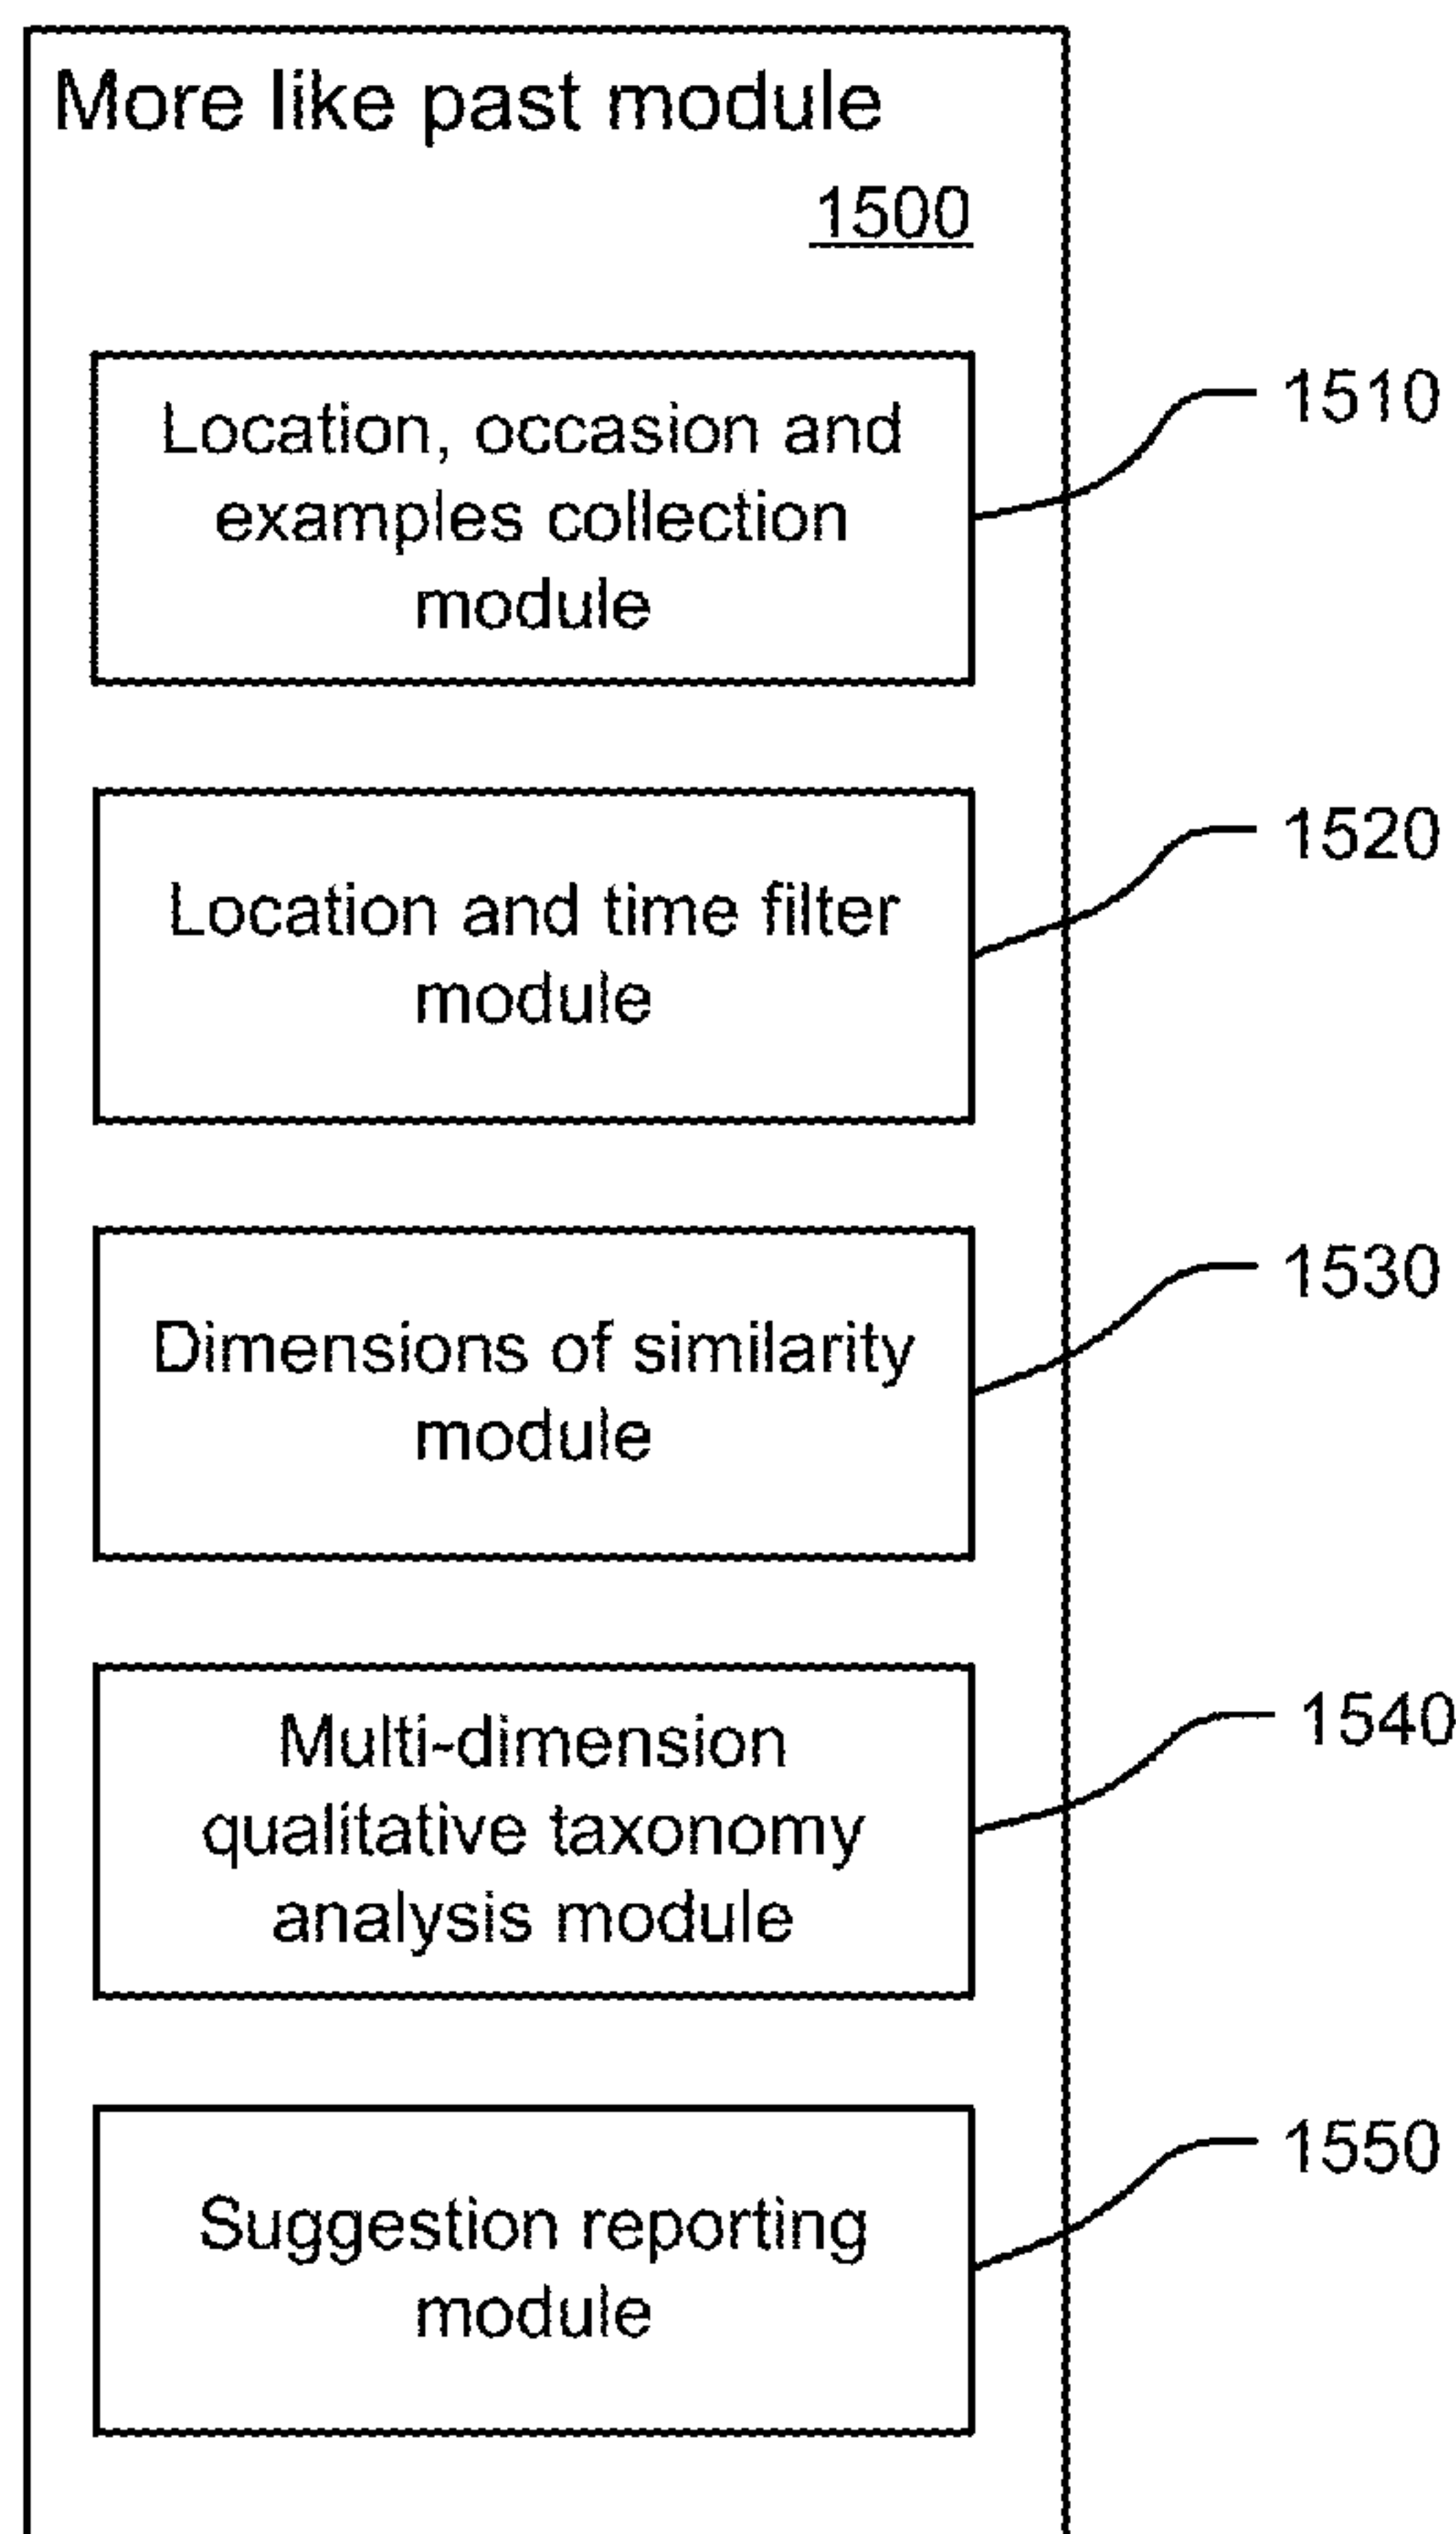 More like past module
1500
Location, occasion and
examples collection
module
1510
Location and time filter
module
1520
Dimensions of similarity
module
1530
Multi-dimension
qualitative taxonomy
analysis module
1540
Suggestion reporting
module
1550